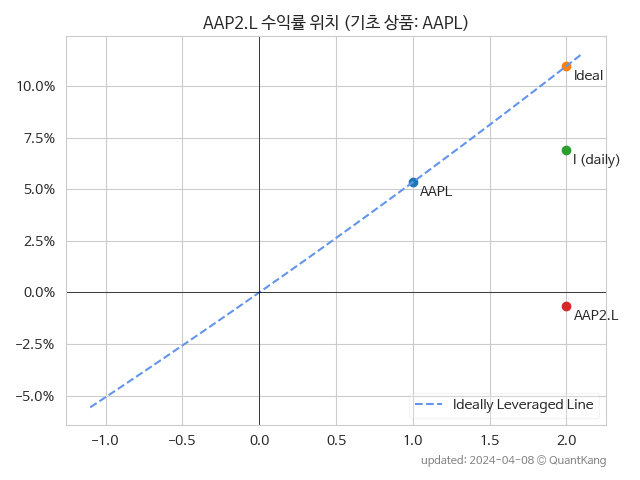 AAP2.L 수익률 위치 (기초 상품: AAPL)
10.0%
7.5%
5.0%
2.5%
0.0%
−2.5%
−5.0%
Ideal
I (daily)
AAPL
AAP2.L
Ideally Leveraged Line
−1.0 −0.5 0.0 0.5 1.0 1.5 2.0
updated: 2024-04-08 © QuantKang